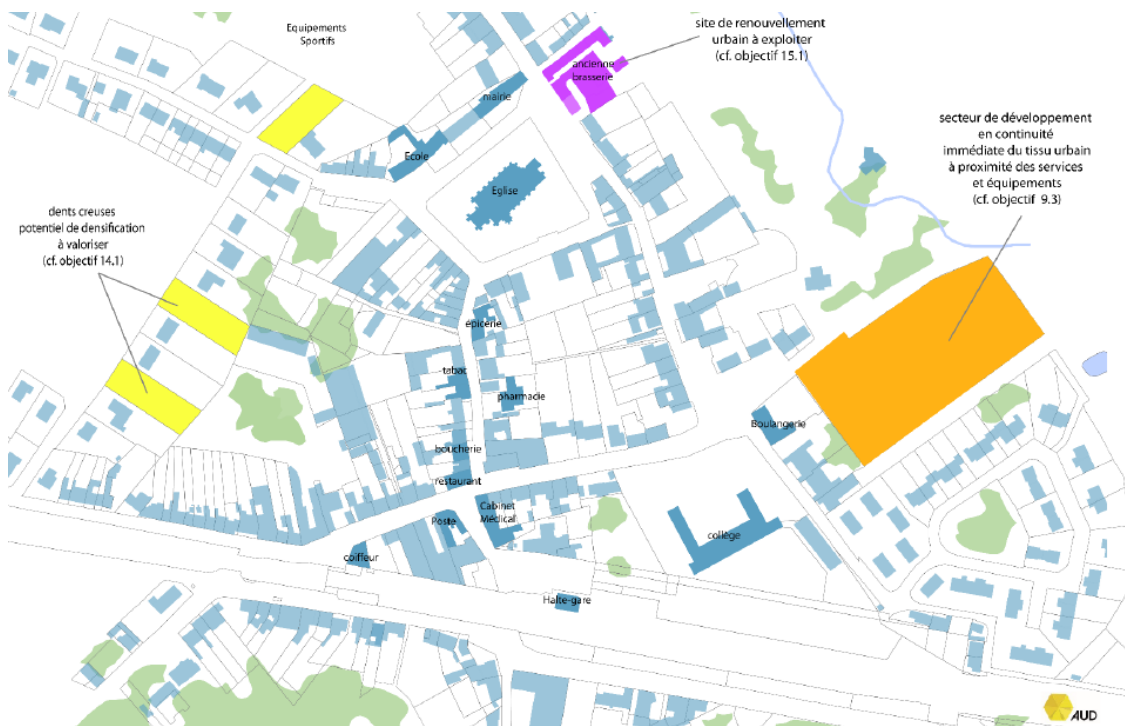 Equipements
Sportifs
site de renouvellement
urbain à exploiter
(cf. objectif 15.1)
ancienne
brasserie
mairie
Ecole
Eglise
secteur de développement
en continuité
immédiate du tissu urbain
à proximité des services
et équipements
(cf. objectif 9.3)
dents creuses
potentiel de densification
à valoriser
(cf. objectif 14.1)
épicerie
tabac
pharmacie
Boulangerie
boucherie
restaurant
Cabinet
Médical
Poste
collège
coiffeur
Halte-gare
AUD